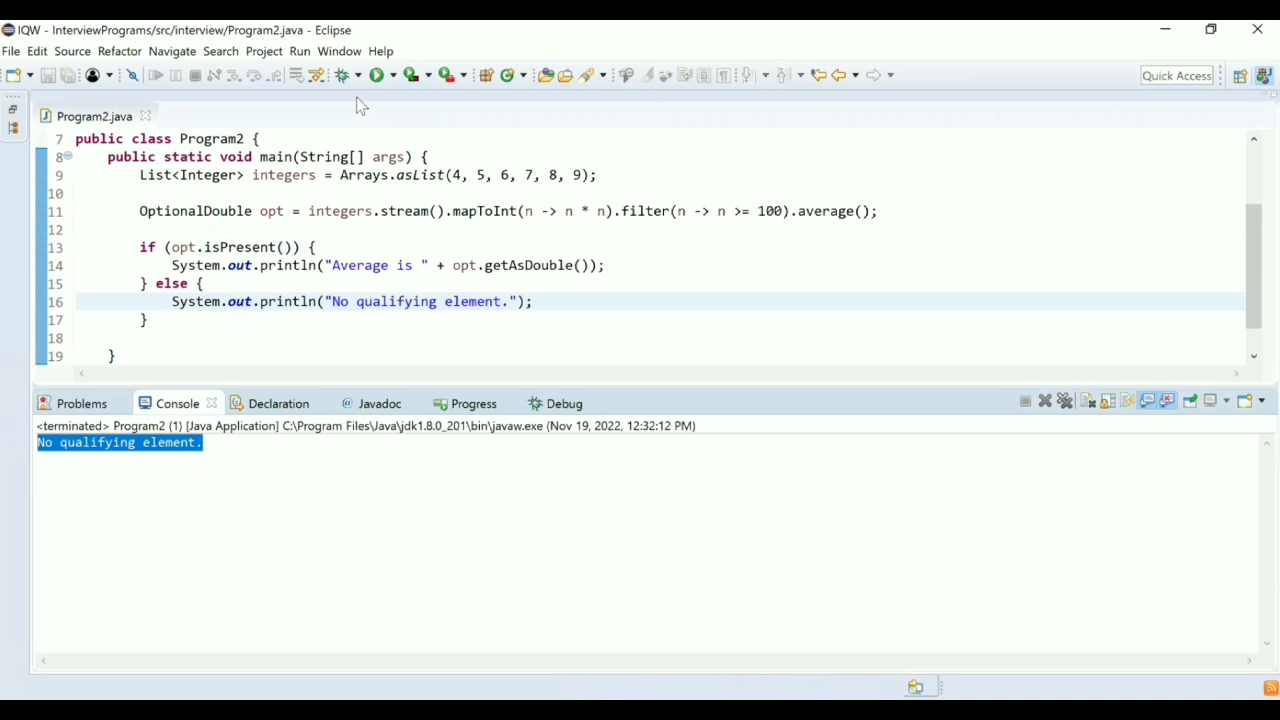 IQW - InterviewPrograms/src/interview/Program2.java - Eclipse
File Edit Source Refactor Navigate Search Project Run Window Help
Quick Access
Program2.java
7 public class Program2 {
8 public static void main(String[] args) {
9 List<Integer> integers = Arrays.asList(4, 5, 6, 7, 8, 9);
10
11 OptionalDouble opt = integers.stream().mapToInt(n -> n * n).filter(n -> n >= 100).average();
12
13 if (opt.isPresent()) {
14 System.out.println("Average is " + opt.getAsDouble());
15 } else {
16 System.out.println("No qualifying element.");
17 }
18
19 }
Problems Console Declaration @ Javadoc Progress Debug
<terminated> Program2 (1) [Java Application] C:\Program Files\Java\jdk1.8.0_201\bin\javaw.exe (Nov 19, 2022, 12:32:12 PM)
No qualifying element.